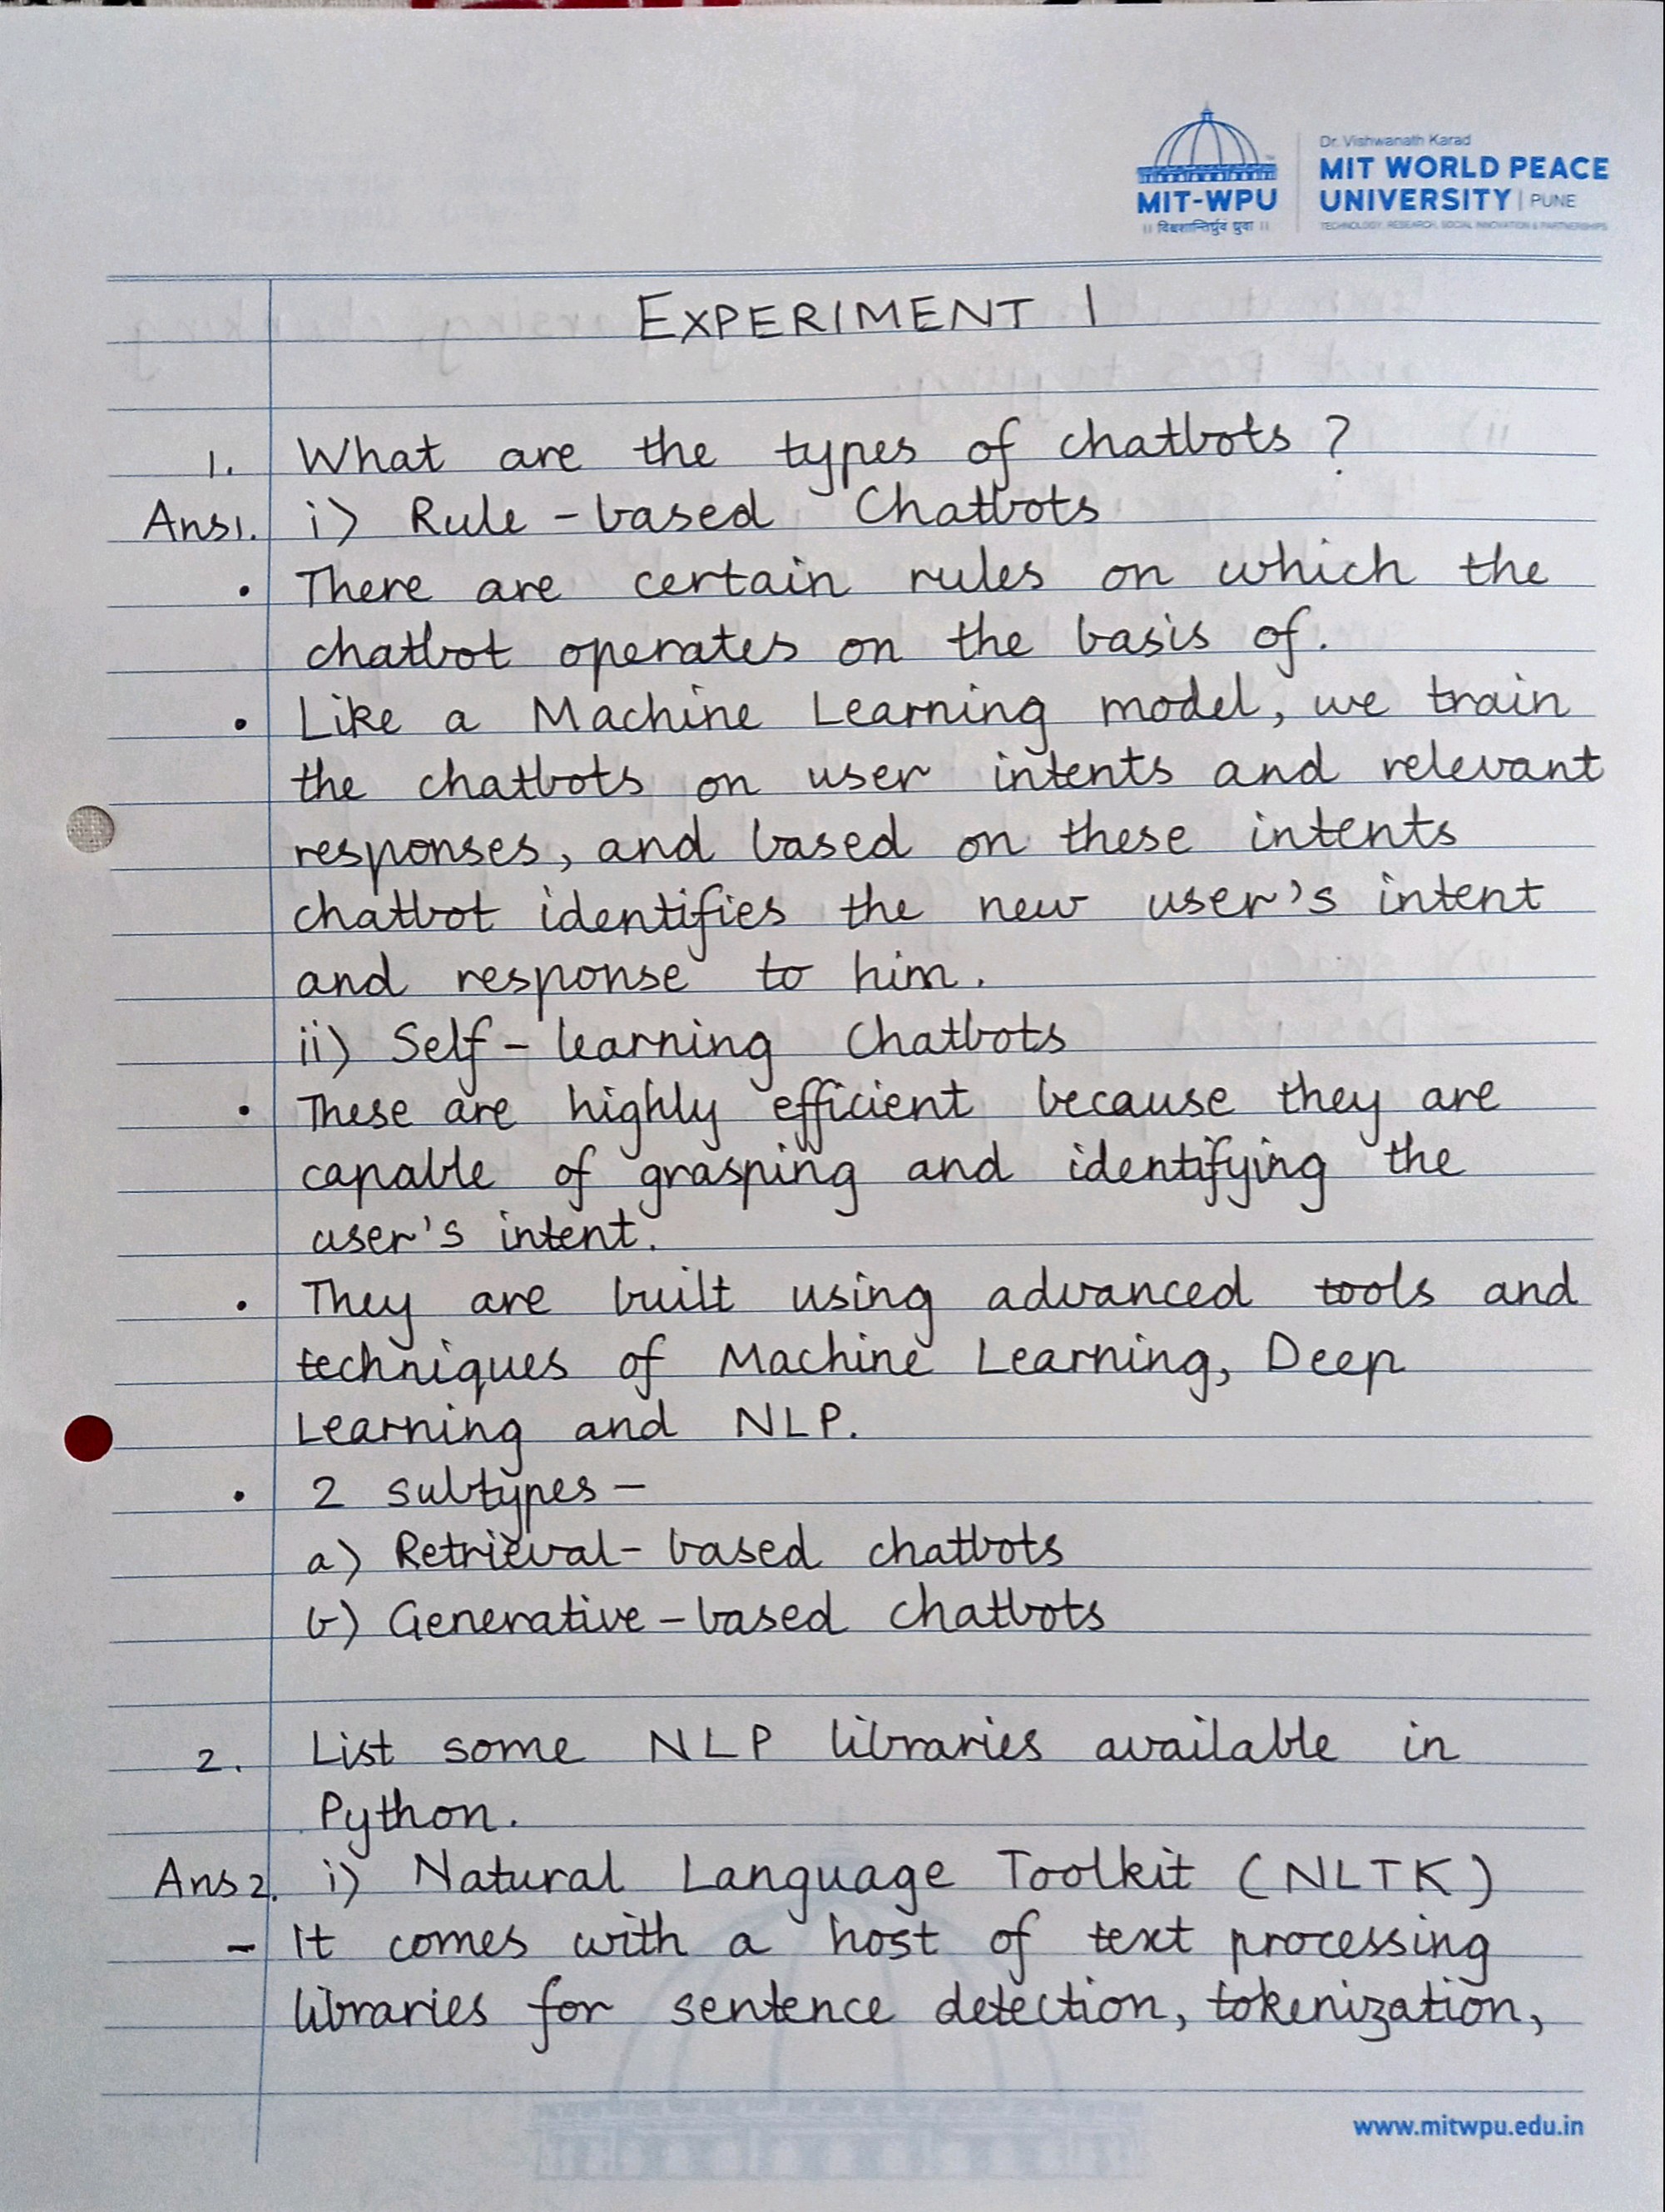 Dr. Vishwanath Karad
MIT WORLD PEACE
UNIVERSITY | PUNE
TECHNOLOGY, RESEARCH, SOCIAL INNOVATION & PARTNERSHIPS
MIT-WPU
EXPERIMENT 1
1. What are the types of chatbots ?
Ans1. i) Rule-based Chatbots
• There are certain rules on which the
chatbot operates on the basis of.
• Like a Machine Learning model, we train
the chatbots on user intents and relevant
responses, and based on these intents
chatbot identifies the new user's intent
and response to him.
ii) Self-learning Chatbots
• These are highly efficient because they are
capable of grasping and identifying the
user's intent.
• They are built using advanced tools and
techniques of Machine Learning, Deep
Learning and NLP.
• 2 subtypes –
a) Retrieval-based chatbots
b) Generative-based chatbots
2. List some NLP libraries available in
Python.
Ans2. i) Natural Language Toolkit (NLTK)
- It comes with a host of text processing
libraries for sentence detection, tokenization,
www.mitwpu.edu.in